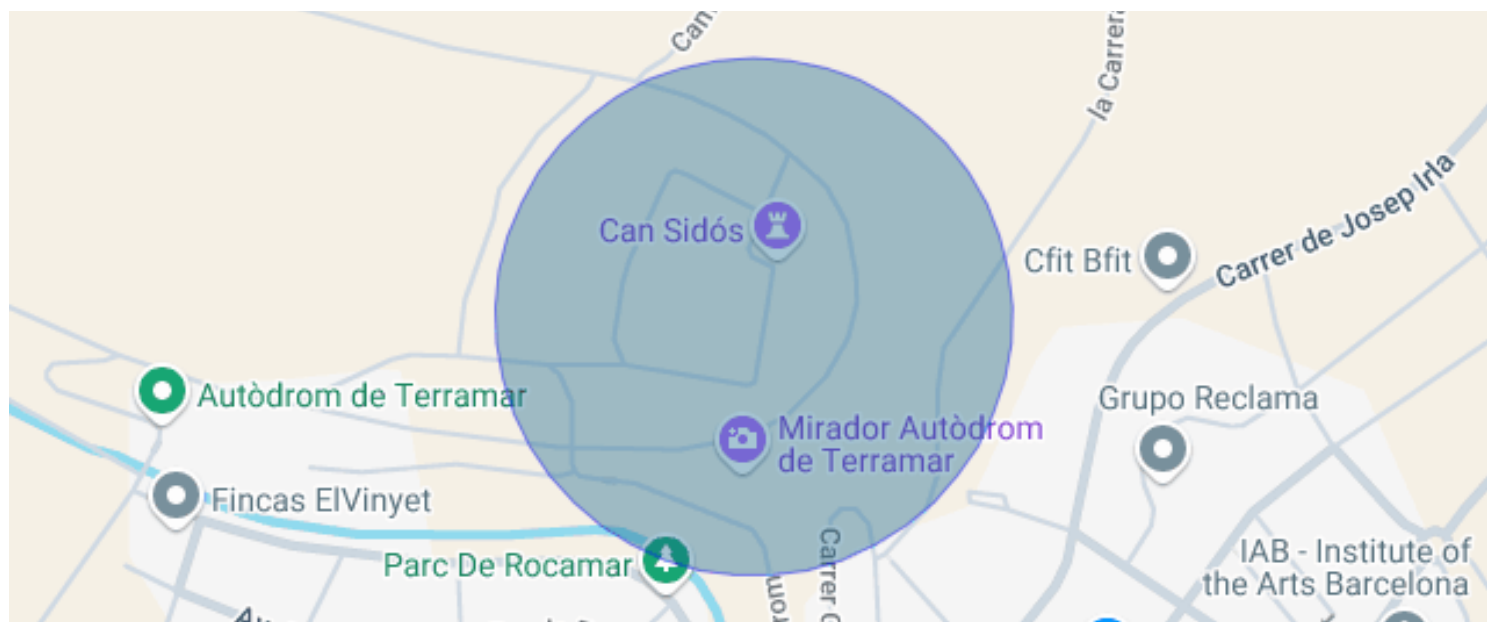 Can Sidós
la Carrera
Carrer de Josep Irla
Cfit Bfit
Autòdrom de Terramar
Grupo Reclama
Mirador Autòdrom
de Terramar
Fincas ElVinyet
Parc De Rocamar
Carrer
IAB - Institute of
the Arts Barcelona